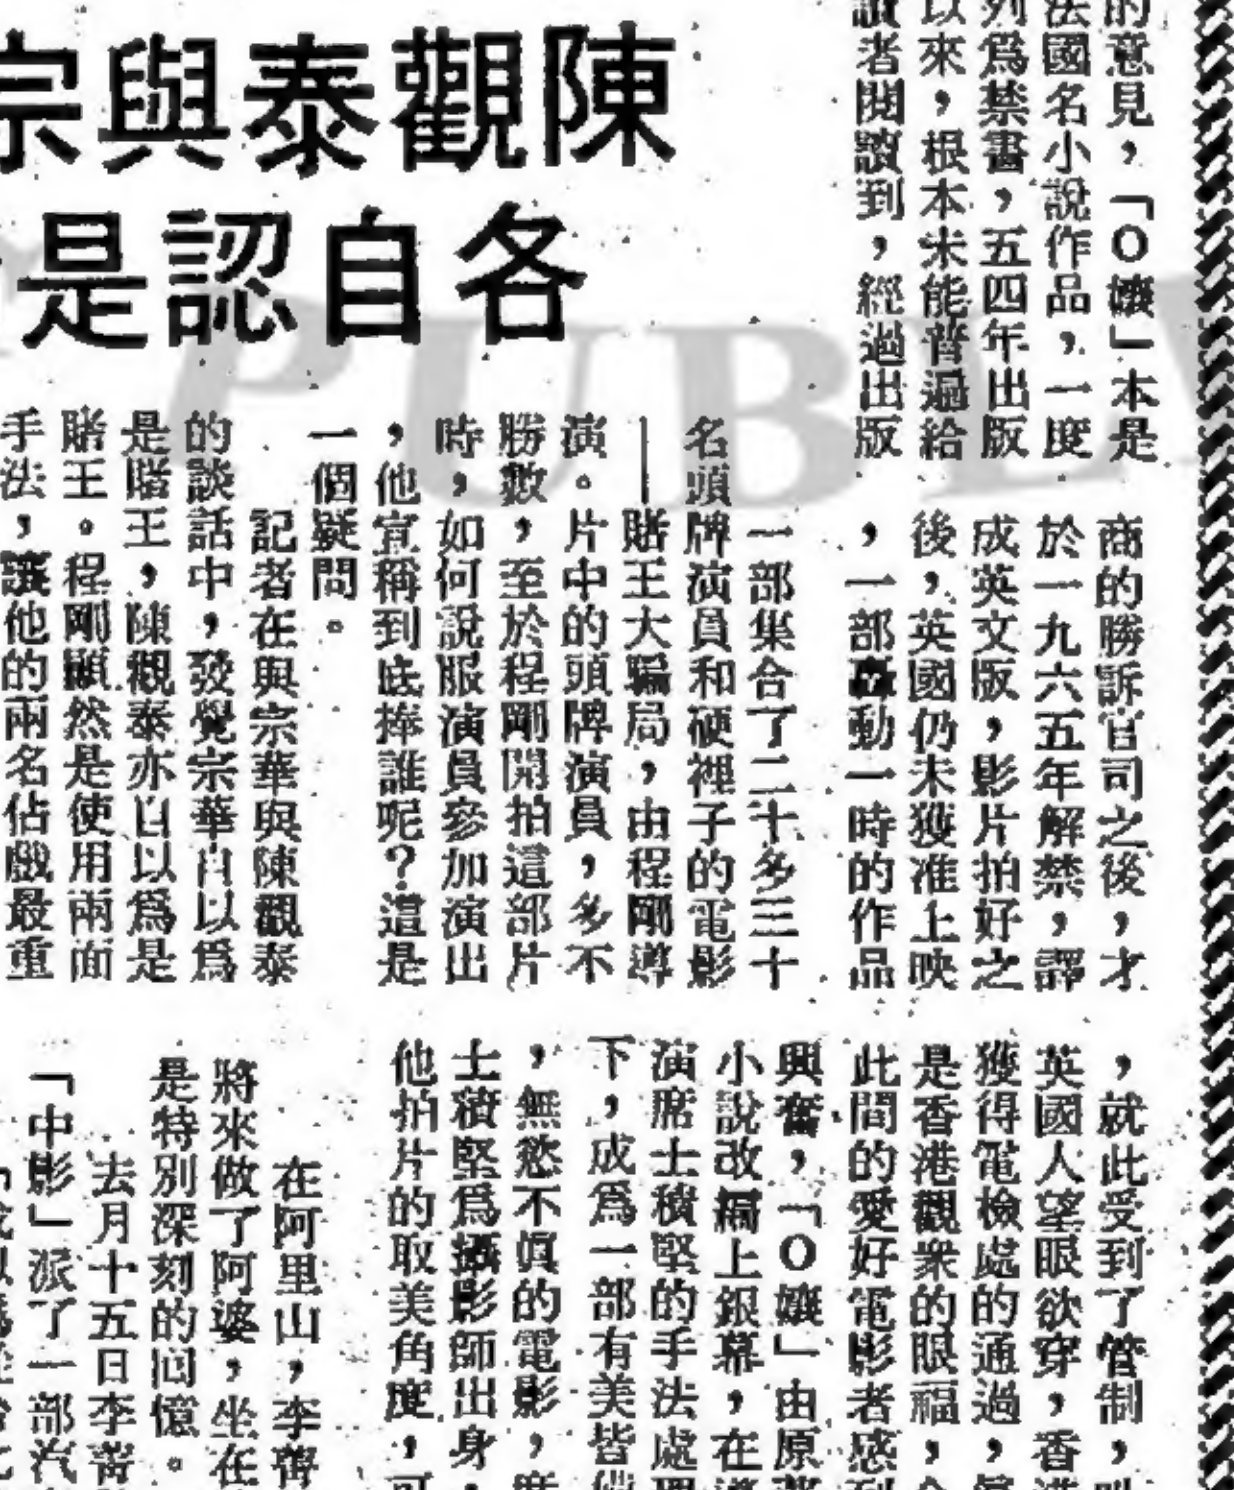 陳觀泰與宗
各自認是
的意見，「O孃」本是
法國名小說作品，一度
列爲禁書，五四年出版
以來，根本未能普遍給
讀者閱讀到，經過出版
商的勝訴官司之後，才
於一九六五年解禁，譯
成英文版，影片拍好之
後，英國仍未獲准上映
，一部轟動一時的作品
，就此受到了管制，
英國人望眼欲穿，香港
獲得電檢處的通過，
是香港觀衆的眼福，
此間的愛好電影者感到
興奮，「O孃」由原著
小說改編上銀幕，在
演席士積堅的手法處理
下，成爲一部有美皆備
，無慾不眞的電影，
士積堅爲攝影師出身，
他拍片的取美角度，可
一部集合了二十多三十
名頭牌演員和硬裡子的電影
—賭王大騙局，由程剛導
演。片中的頭牌演員，多不
勝數，至於程剛開拍這部片
時，如何說服演員參加演出
，他宣稱到底捧誰呢？這是
一個疑問。
記者在與宗華與陳觀泰
的談話中，發覺宗華自以爲
是賭王，陳觀泰亦自以爲是
賭王。程剛顯然是使用兩面
手法，讓他的兩名佔戲最重
在阿里山，李菁
將來做了阿婆，坐在
是特別深刻的回憶。
去月十五日李菁
「中影」派了一部汽
PUBL